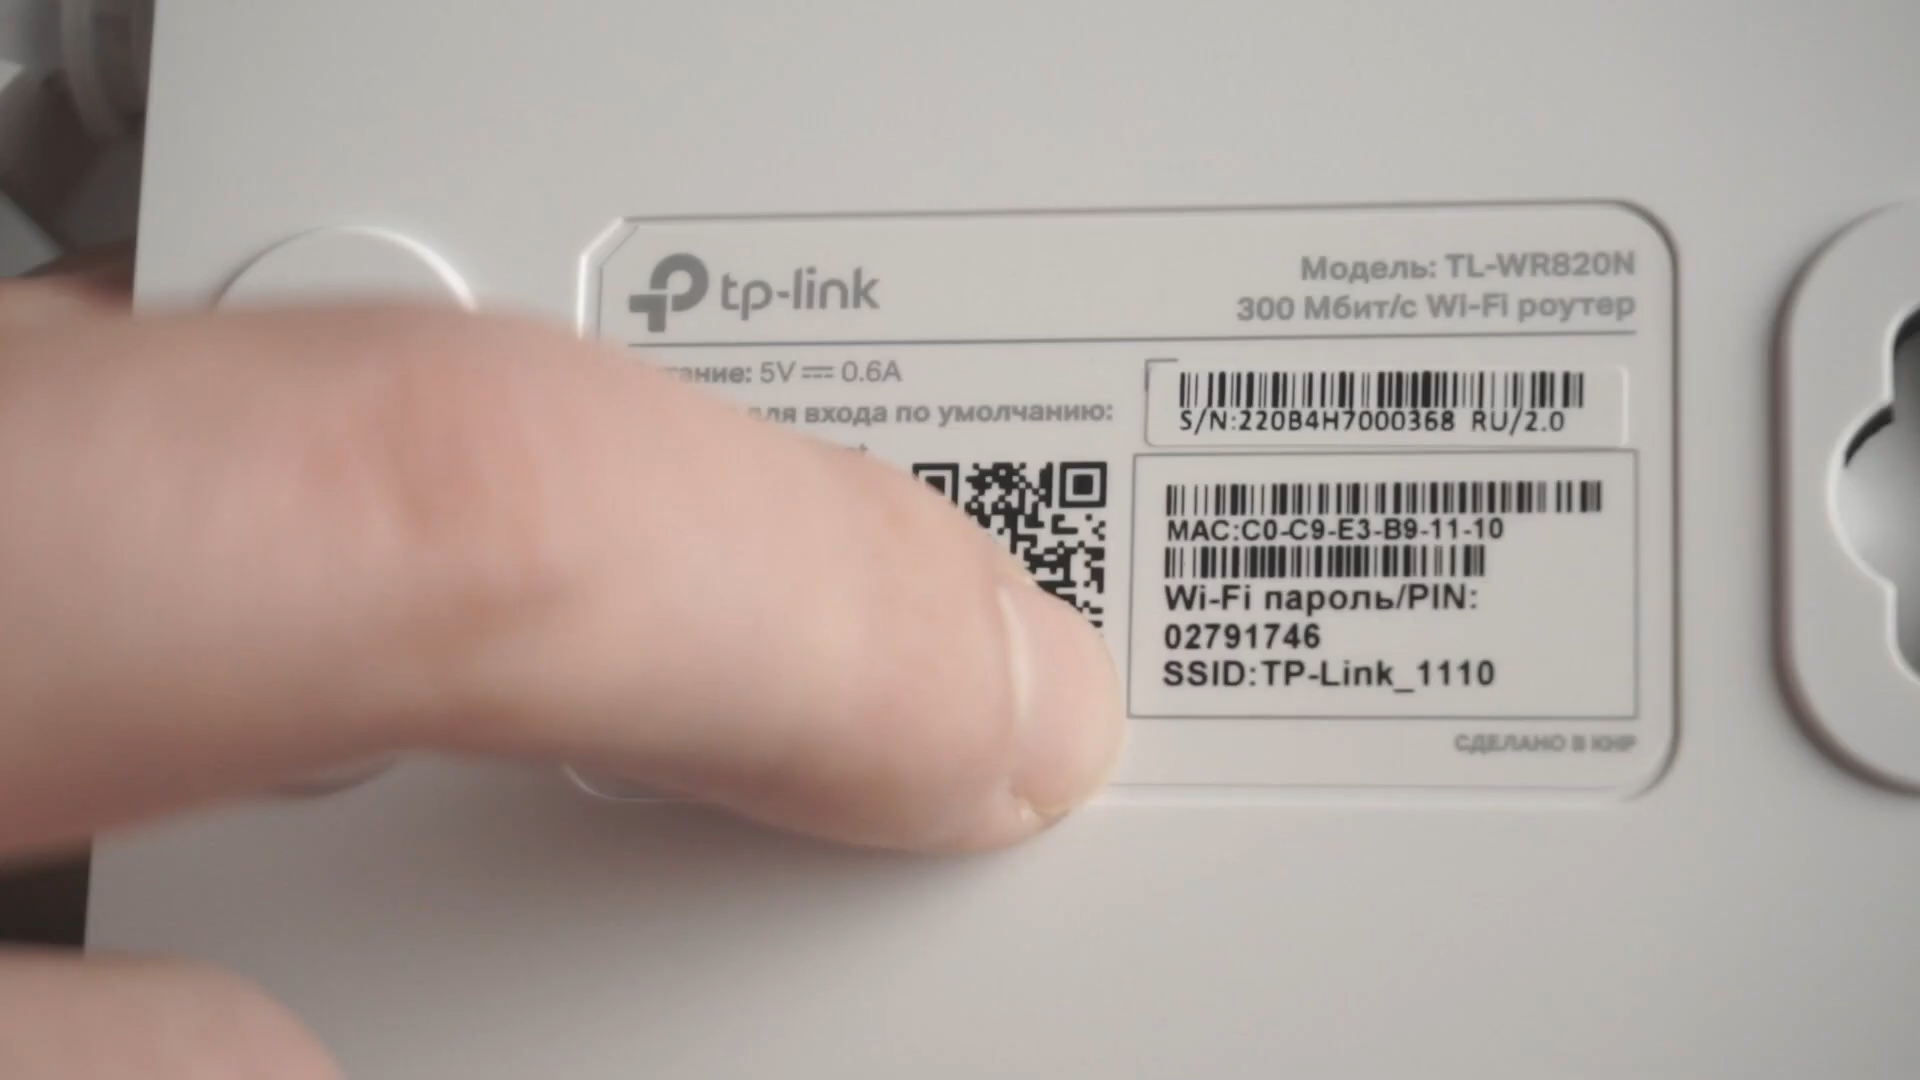 tp-link
Модель: TL-WR820N
300 Мбит/с Wi-Fi роутер
5V ⎓ 0.6A
для входа по умолчанию:
S/N:220B4H7000368 RU/2.0
MAC:C0-C9-E3-B9-11-10
Wi-Fi пароль/PIN:
02791746
SSID:TP-Link_1110
СДЕЛАНО В КНР